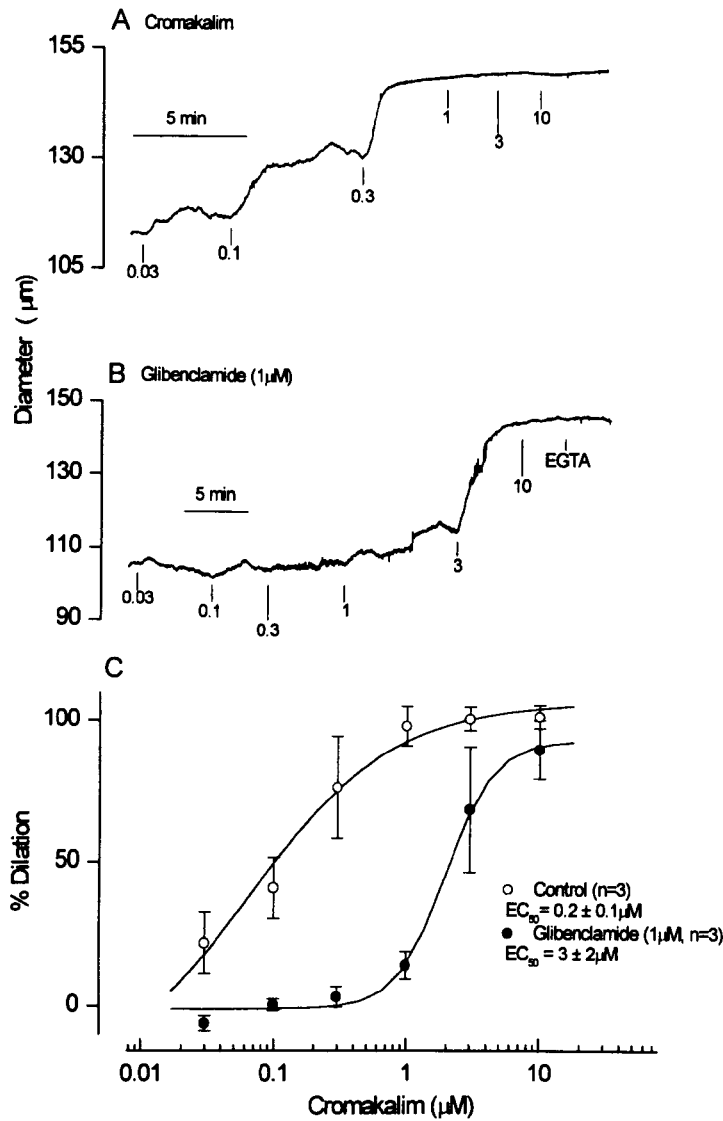 A Cromakalim
155
5 min
1
3
10
130
0.3
0.1
0.03
105
Diameter ( μm)
B Glibenclamide (1μM)
150
130
EGTA
10
5 min
110
3
0.03
0.1
0.3
1
90
C
100
50
0
% Dilation
Control (n=3)
EC50 = 0.2 ± 0.1μM
Glibenclamide (1μM, n=3)
EC50 = 3 ± 2μM
0.01
0.1
1
10
Cromakalim (μM)